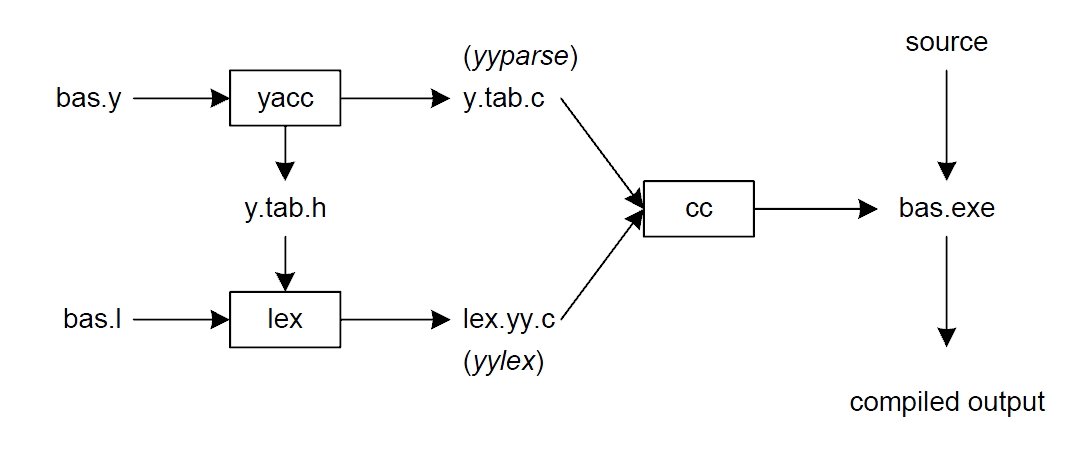 (yyparse)
source
bas.y
yacc
y.tab.c
y.tab.h
cc
bas.exe
bas.l
lex
lex.yy.c
(yylex)
compiled output